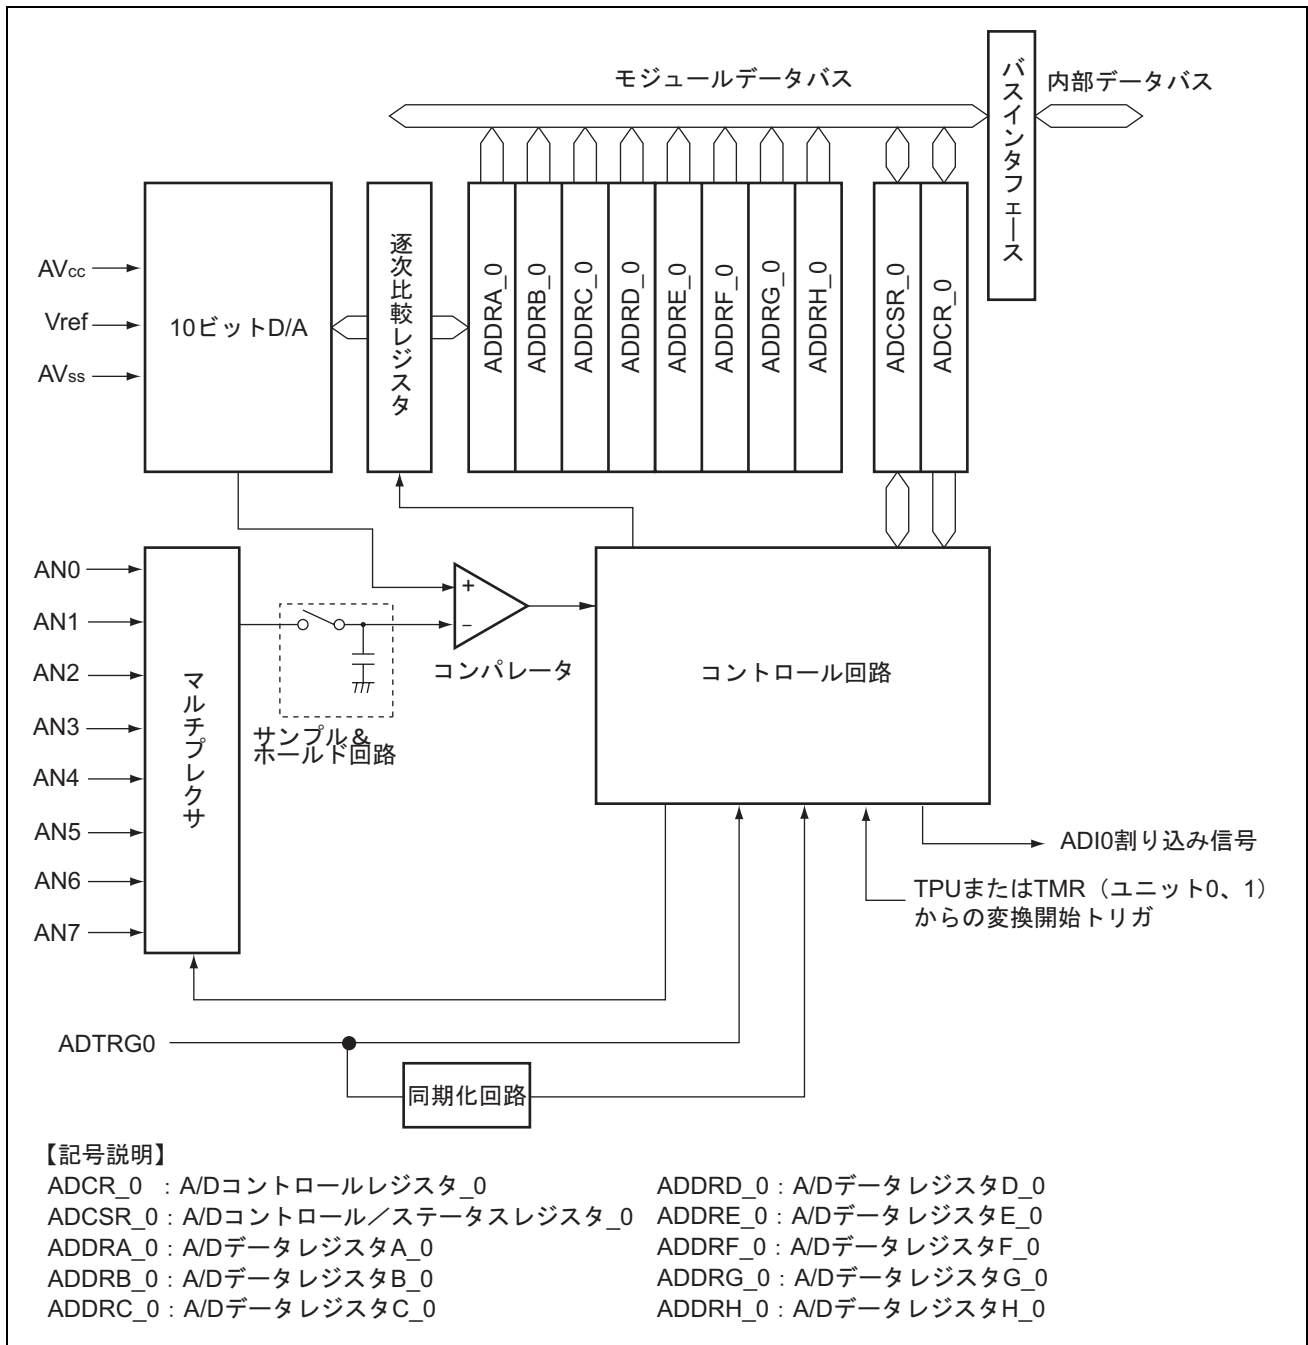 モジュールデータバス
バスインタフェース
内部データバス
AVcc
Vref
AVss
10ビットD/A
逐次比較レジスタ
ADDRA_0
ADDRB_0
ADDRC_0
ADDRD_0
ADDRE_0
ADDRF_0
ADDRG_0
ADDRH_0
ADCSR_0
ADCR_0
AN0
AN1
AN2
AN3
AN4
AN5
AN6
AN7
マルチプレクサ
+
−
コンパレータ
サンプル&
ホールド回路
コントロール回路
ADI0割り込み信号
TPUまたはTMR（ユニット0、1）
からの変換開始トリガ
ADTRG0
同期化回路
【記号説明】
ADCR_0 : A/Dコントロールレジスタ_0
ADCSR_0 : A/Dコントロール／ステータスレジスタ_0
ADDRA_0 : A/DデータレジスタA_0
ADDRB_0 : A/DデータレジスタB_0
ADDRC_0 : A/DデータレジスタC_0
ADDRD_0 : A/DデータレジスタD_0
ADDRE_0 : A/DデータレジスタE_0
ADDRF_0 : A/DデータレジスタF_0
ADDRG_0 : A/DデータレジスタG_0
ADDRH_0 : A/DデータレジスタH_0